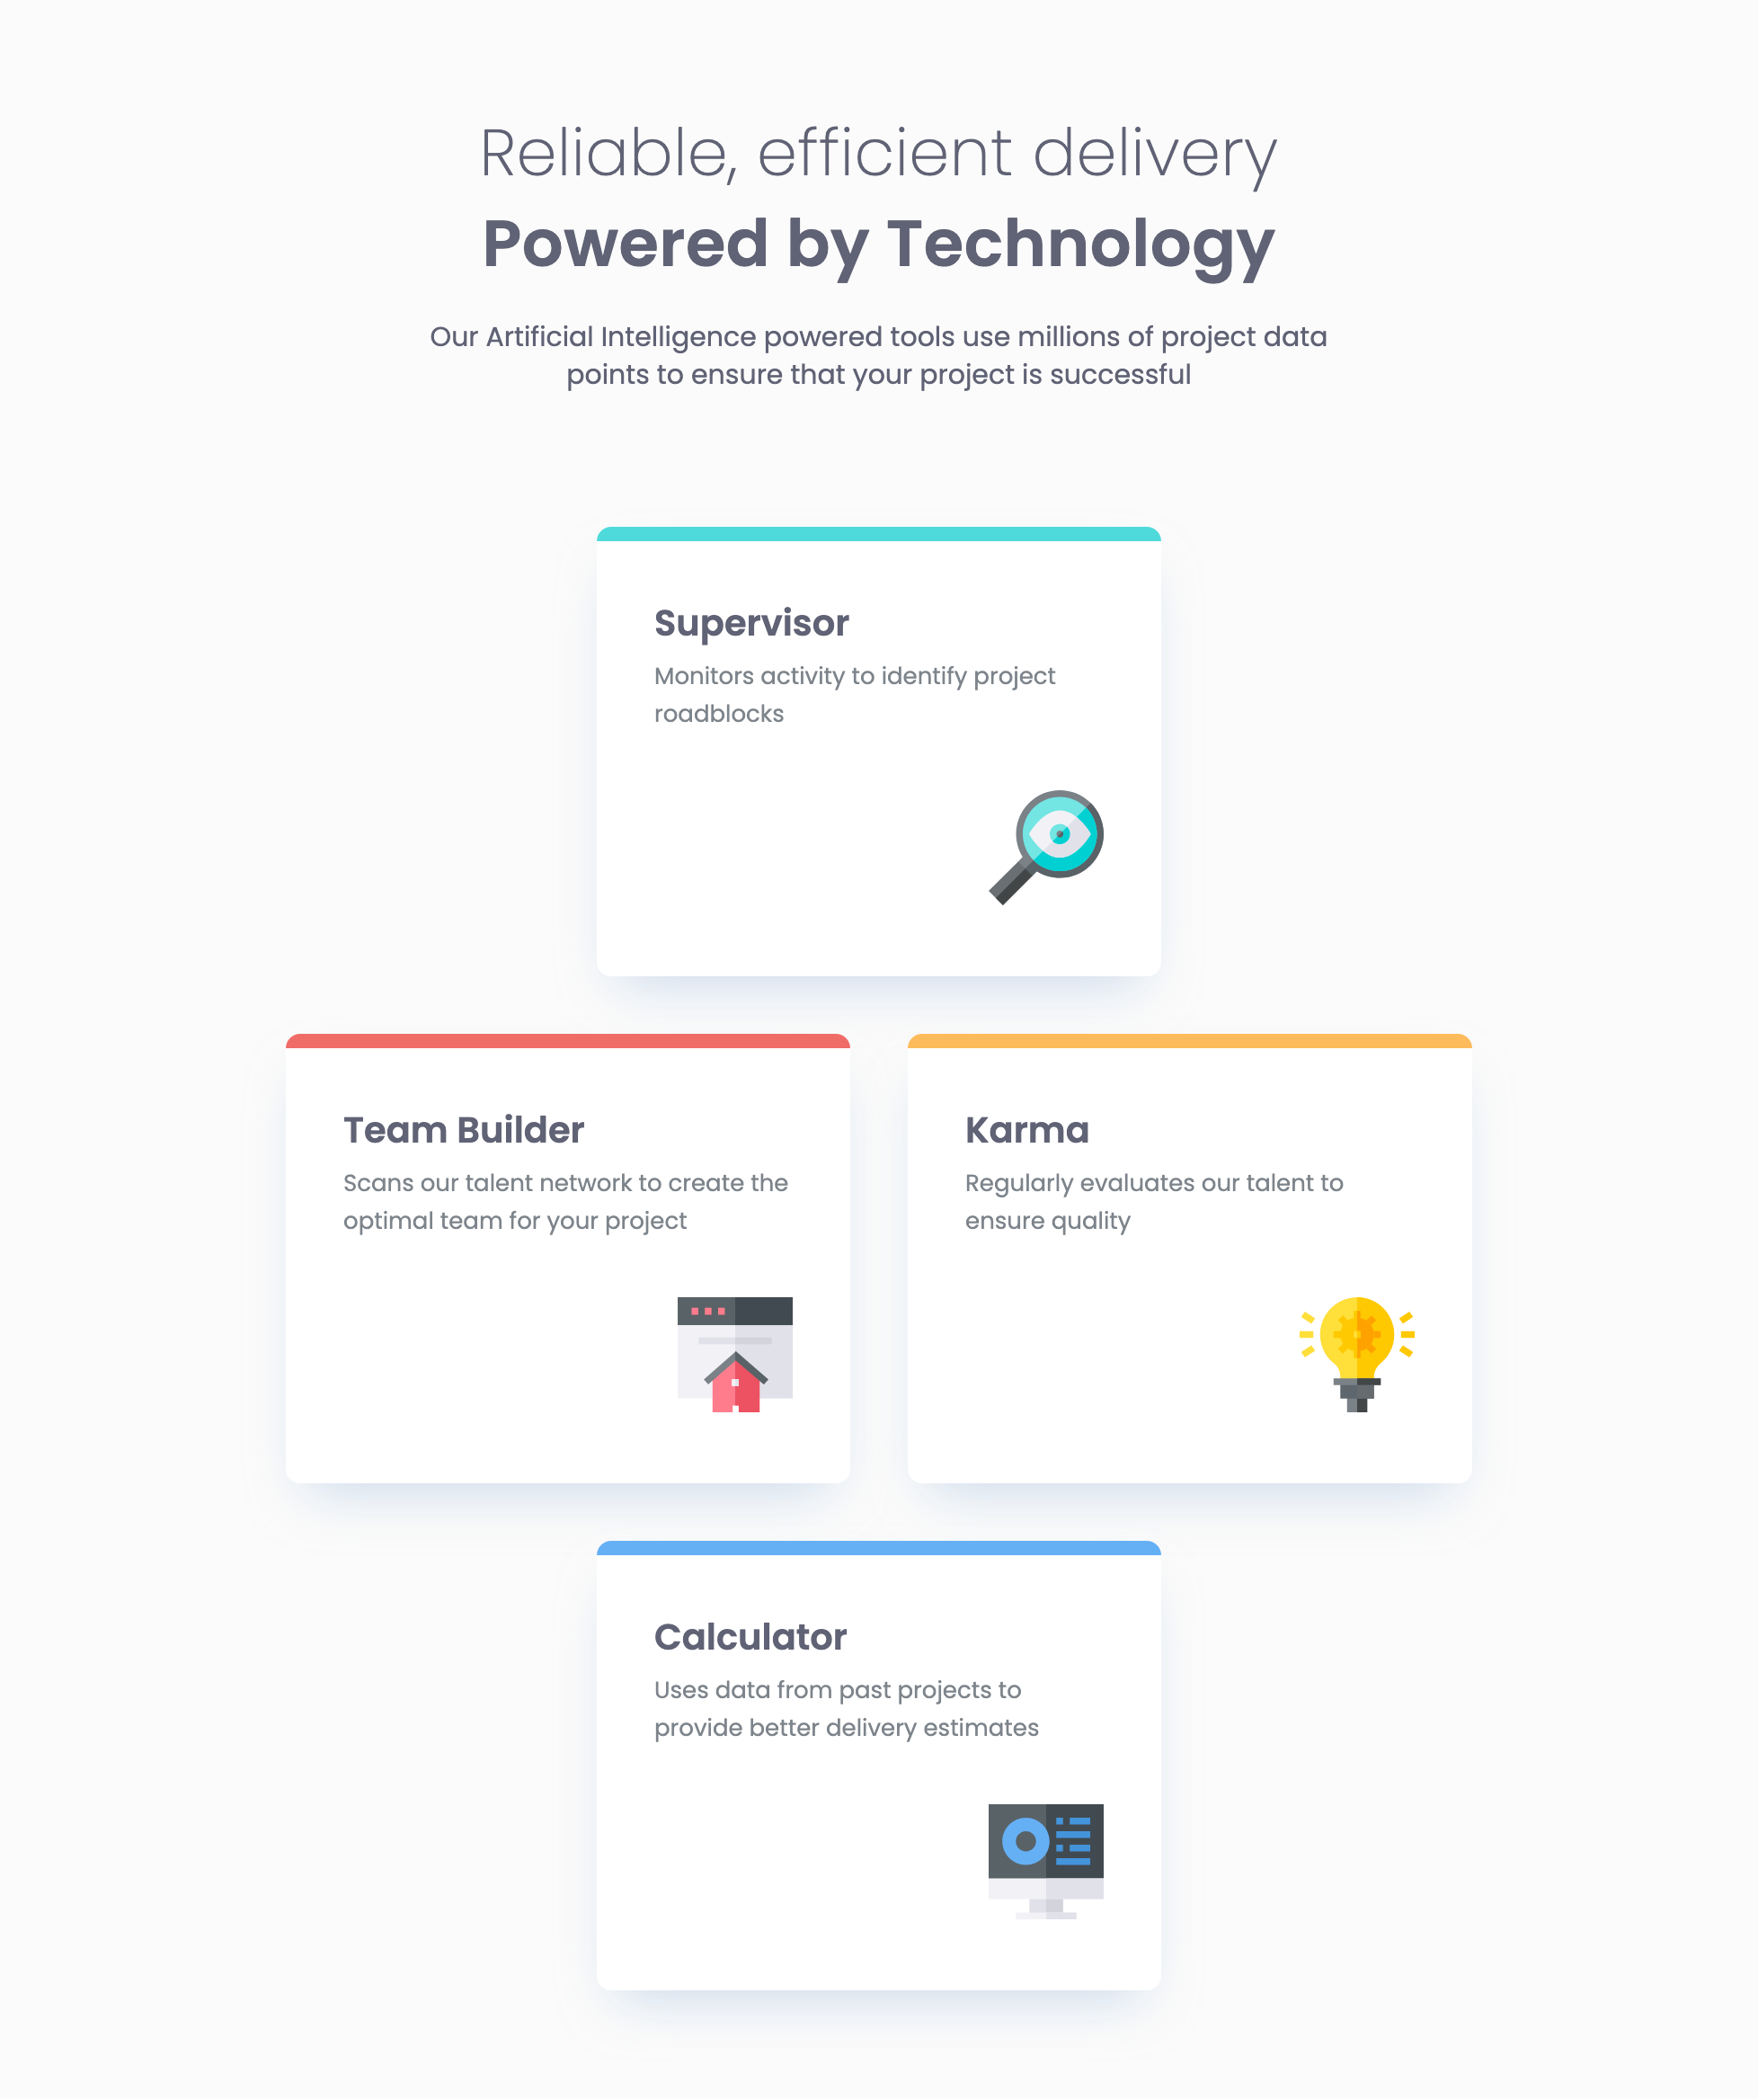 Reliable, efficient delivery
Powered by Technology
Our Artificial Intelligence powered tools use millions of project data
points to ensure that your project is successful
Supervisor
Monitors activity to identify project
roadblocks
Team Builder
Scans our talent network to create the
optimal team for your project
Karma
Regularly evaluates our talent to
ensure quality
Calculator
Uses data from past projects to
provide better delivery estimates